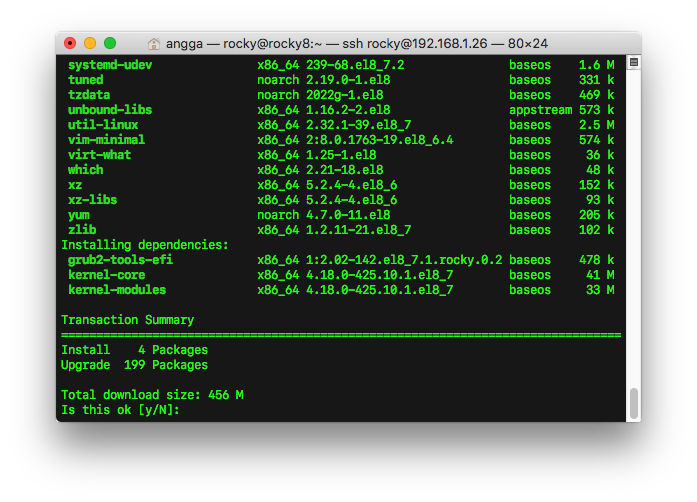 angga — rocky@rocky8:~ — ssh rocky@192.168.1.26 — 80×24
systemd-udev x86_64 239-68.el8_7.2 baseos 1.6 M
tuned noarch 2.19.0-1.el8 baseos 331 k
tzdata noarch 2022g-1.el8 baseos 469 k
unbound-libs x86_64 1.16.2-2.el8 appstream 573 k
util-linux x86_64 2.32.1-39.el8_7 baseos 2.5 M
vim-minimal x86_64 2:8.0.1763-19.el8_6.4 baseos 574 k
virt-what x86_64 1.25-1.el8 baseos 36 k
which x86_64 2.21-18.el8 baseos 48 k
xz x86_64 5.2.4-4.el8_6 baseos 152 k
xz-libs x86_64 5.2.4-4.el8_6 baseos 93 k
yum noarch 4.7.0-11.el8 baseos 205 k
zlib x86_64 1.2.11-21.el8_7 baseos 102 k
Installing dependencies:
grub2-tools-efi x86_64 1:2.02-142.el8_7.1.rocky.0.2 baseos 478 k
kernel-core x86_64 4.18.0-425.10.1.el8_7 baseos 41 M
kernel-modules x86_64 4.18.0-425.10.1.el8_7 baseos 33 M
Transaction Summary
================================================================================
Install 4 Packages
Upgrade 199 Packages
Total download size: 456 M
Is this ok [y/N]: